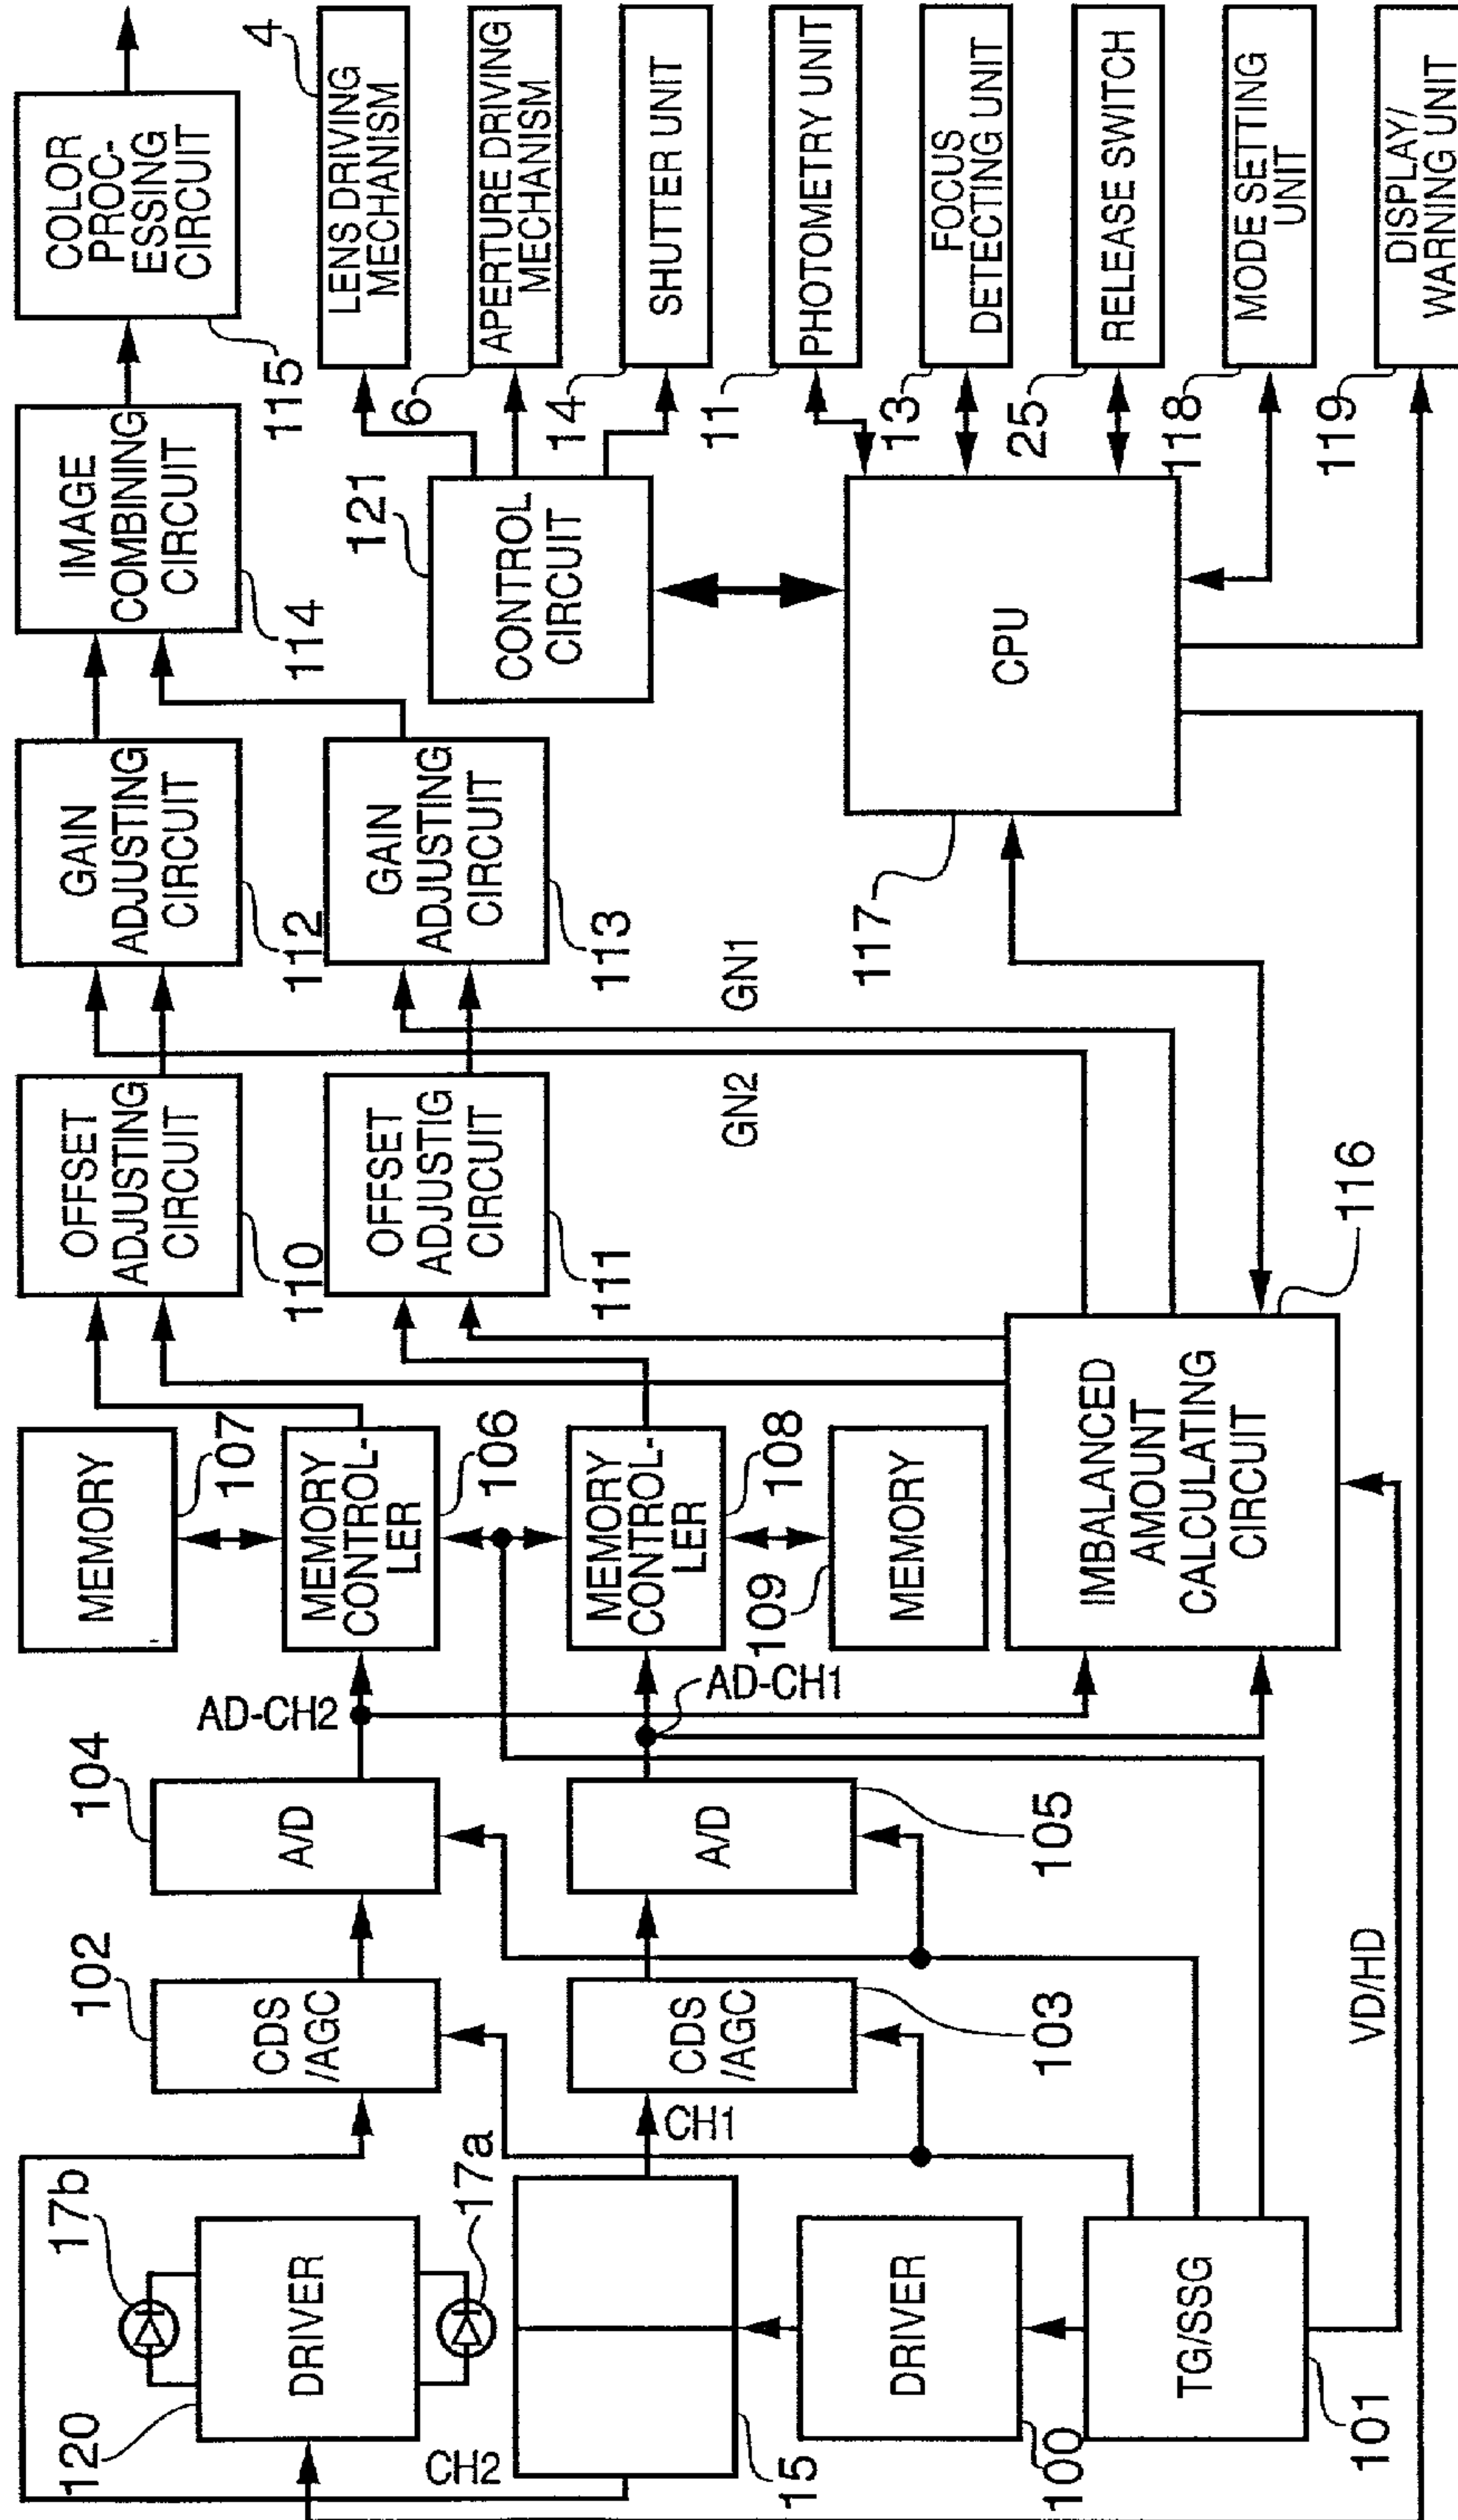 17b
120
DRIVER
17a
CH2
15
CH1
DRIVER
100
TG/SSG
101
102
CDS
/AGC
CDS
/AGC
103
VD/HD
104
A/D
A/D
105
AD-CH2
AD-CH1
MEMORY
107
MEMORY
CONTROL-
LER
106
MEMORY
CONTROL-
LER
108
109
MEMORY
IMBALANCED
AMOUNT
CALCULATING
CIRCUIT
116
OFFSET
ADJUSTING
CIRCUIT
110
OFFSET
ADJUSTIG
CIRCUIT
111
GN2
GN1
GAIN
ADJUSTING
CIRCUIT
112
GAIN
ADJUSTING
CIRCUIT
113
IMAGE
COMBINING
CIRCUIT
114
COLOR
PROC-
ESSING
CIRCUIT
115
121
CONTROL
CIRCUIT
CPU
117
4
LENS DRIVING
MECHANISM
6
APERTURE DRIVING
MECHANISM
14
SHUTTER UNIT
11
PHOTOMETRY UNIT
13
FOCUS
DETECTING UNIT
25
RELEASE SWITCH
118
MODE SETTING
UNIT
119
DISPLAY/
WARNING UNIT